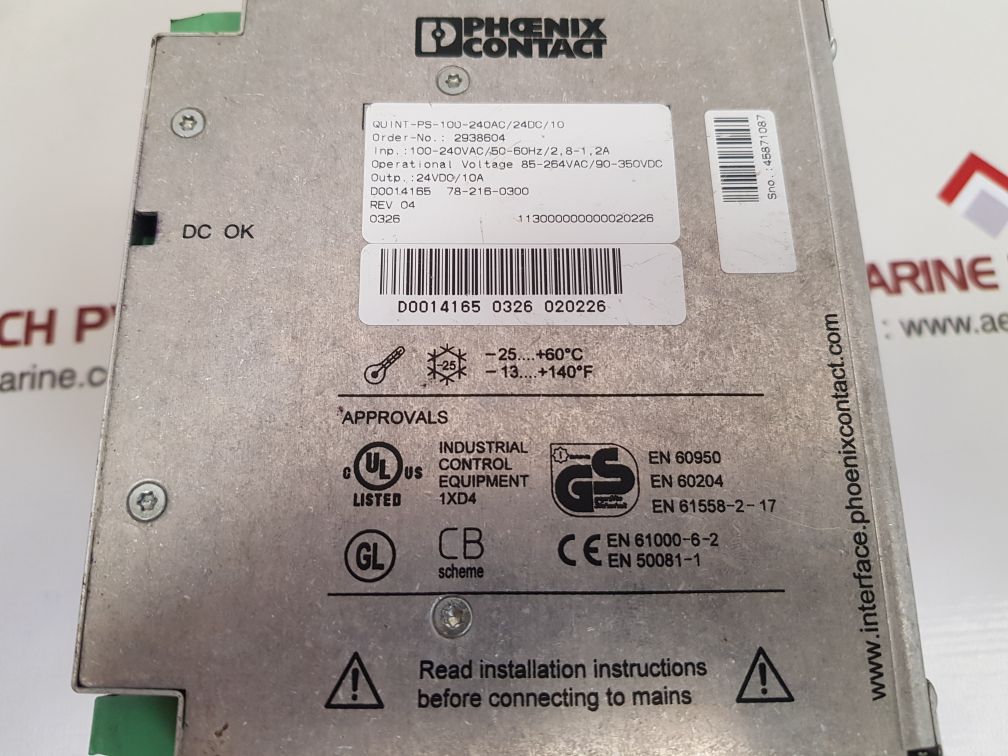 PHOENIX
CONTACT
QUINT-PS-100-240AC/24DC/10
Order-No.: 2938604
Inp.:100-240VAC/50-60Hz/2,8-1,2A
Operational Voltage 85-264VAC/90-350VDC
Outp.:24VDC/10A
D0014165 78-216-0300
REV 04
0326 113000000000020226
Sno.:45871087
DC OK
D0014165 0326 020226
-25....+60°C
-25
-13....+140°F
APPROVALS
C UL US
LISTED
INDUSTRIAL
CONTROL
EQUIPMENT
1XD4
GS
EN 60950
EN 60204
EN 61558-2-17
GL
CB
scheme
CE
EN 61000-6-2
EN 50081-1
Read installation instructions
before connecting to mains
www.interface.phoenixcontact.com
CH P
arine.c
ARINE
: www.ae